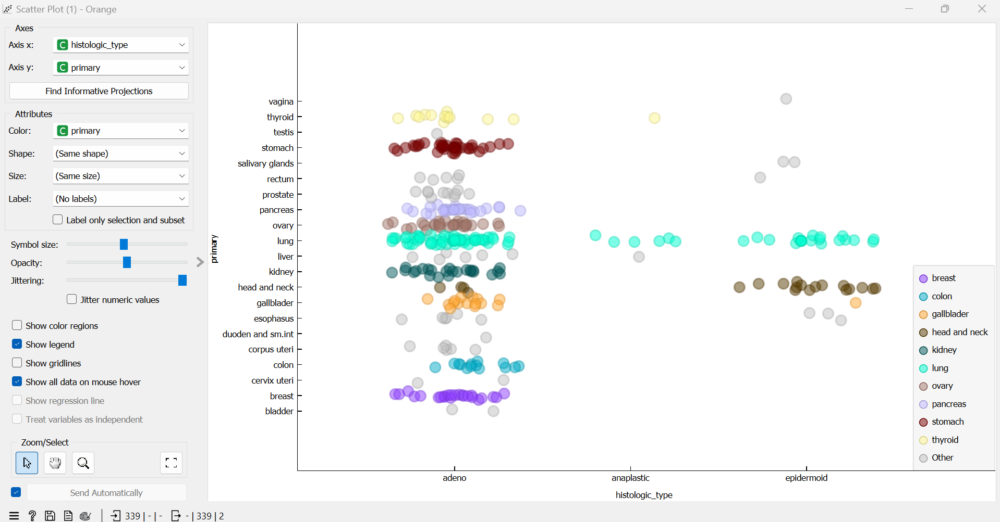 Scatter Plot (1) - Orange
Axes
Axis x: C histologic_type
Axis y: C primary
Find Informative Projections
Attributes
Color: C primary
Shape: (Same shape)
Size: (Same size)
Label: (No labels)
Label only selection and subset
Symbol size:
Opacity:
Jittering:
Jitter numeric values
Show color regions
Show legend
Show gridlines
Show all data on mouse hover
Show regression line
Treat variables as independent
Zoom/Select
Send Automatically
339 | - | - - | 339 | 2
primary
vagina
thyroid
testis
stomach
salivary glands
rectum
prostate
pancreas
ovary
lung
liver
kidney
head and neck
gallblader
esophasus
duoden and sm.int
corpus uteri
colon
cervix uteri
breast
bladder
adeno anaplastic epidermoid
histologic_type
breast
colon
gallblader
head and neck
kidney
lung
ovary
pancreas
stomach
thyroid
Other